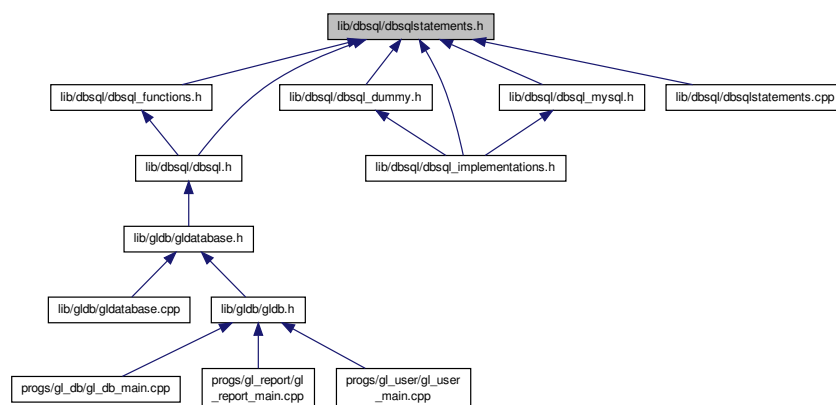 lib/dbsql/dbsqlstatements.h
lib/dbsql/dbsql_functions.h
lib/dbsql/dbsql_dummy.h
lib/dbsql/dbsql_mysql.h
lib/dbsql/dbsqlstatements.cpp
lib/dbsql/dbsql.h
lib/dbsql/dbsql_implementations.h
lib/gldb/gldatabase.h
lib/gldb/gldatabase.cpp
lib/gldb/gldb.h
progs/gl_db/gl_db_main.cpp
progs/gl_report/gl
_report_main.cpp
progs/gl_user/gl_user
_main.cpp